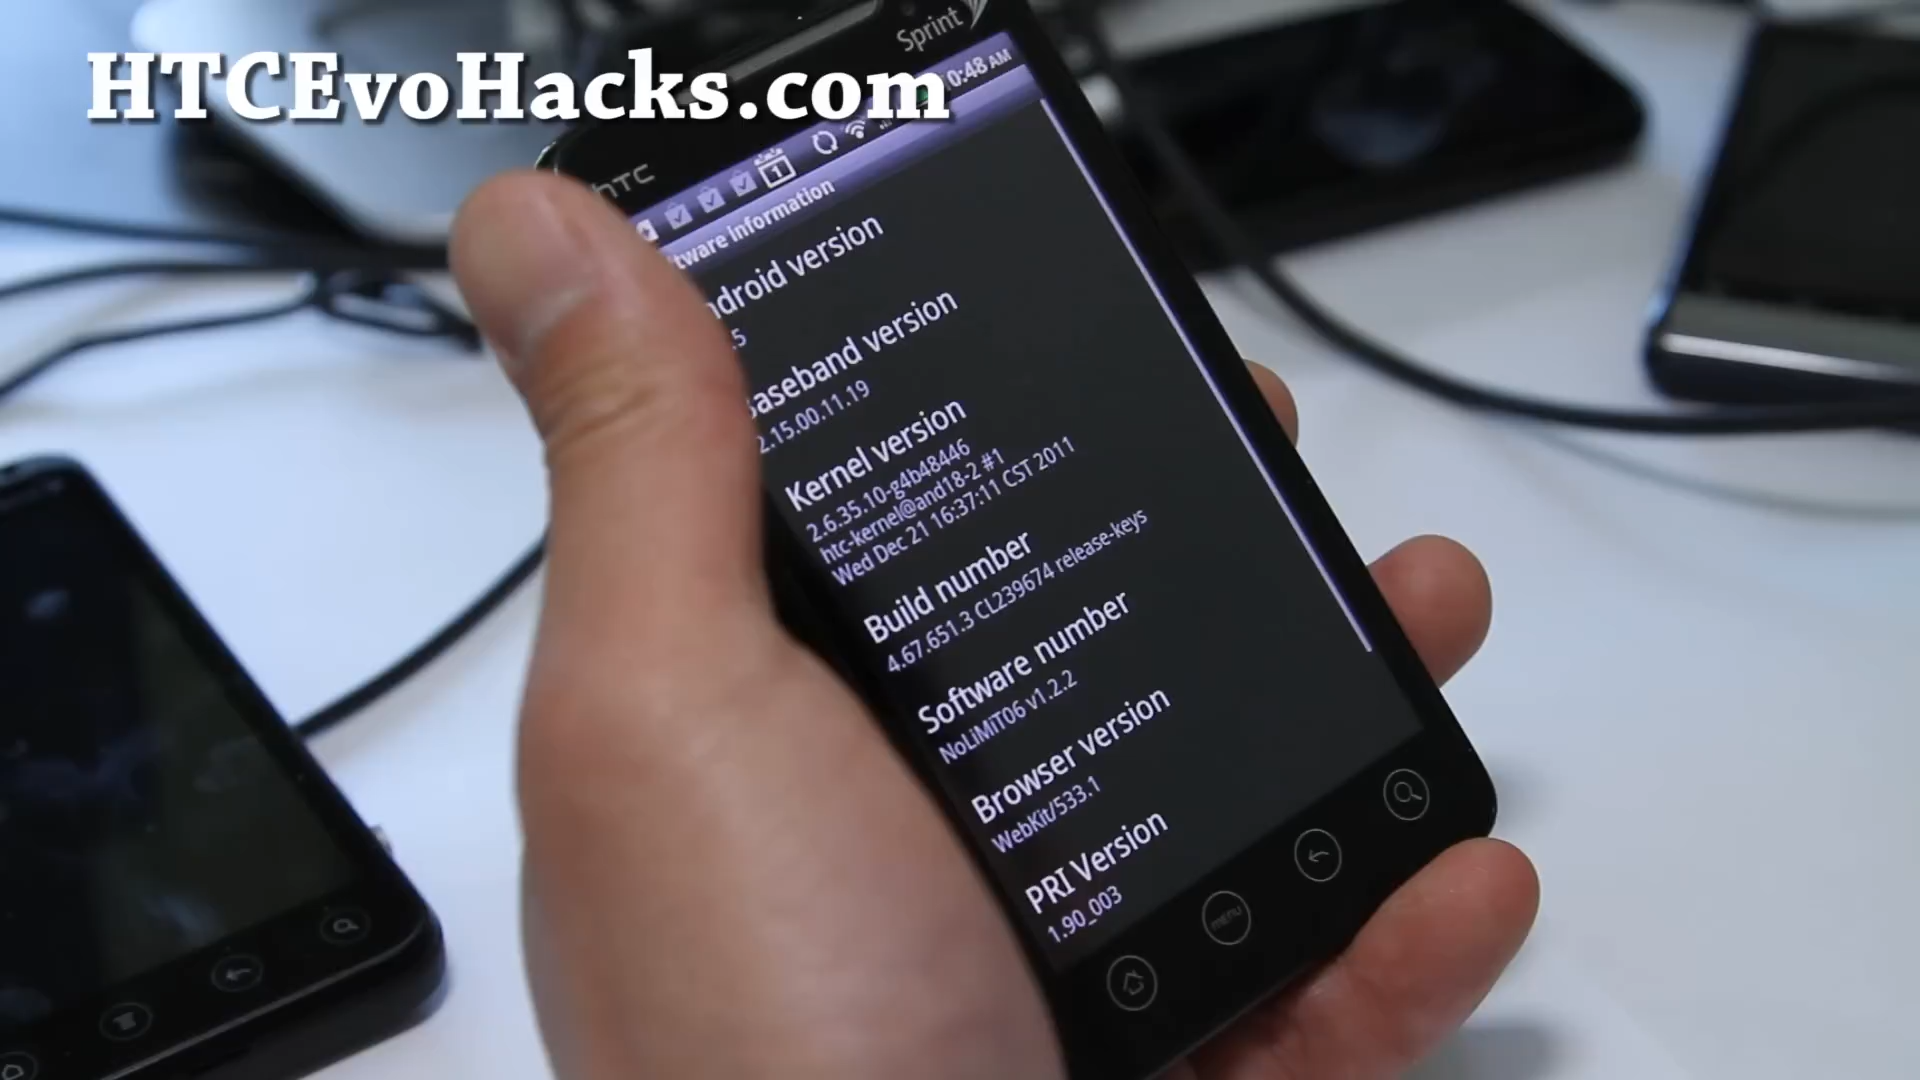 HTCEvoHacks.com
Sprint
hTC
0:48 AM
1
tware information
ndroid version
.5
aseband version
2.15.00.11.19
Kernel version
2.6.35.10-g4b48446
htc-kernel@and18-2 #1
Wed Dec 21 16:37:11 CST 2011
Build number
4.67.651.3 CL239674 release-keys
Software number
NoLiMiT06 v1.2.2
Browser version
WebKit/533.1
PRI Version
1.90_003
menu